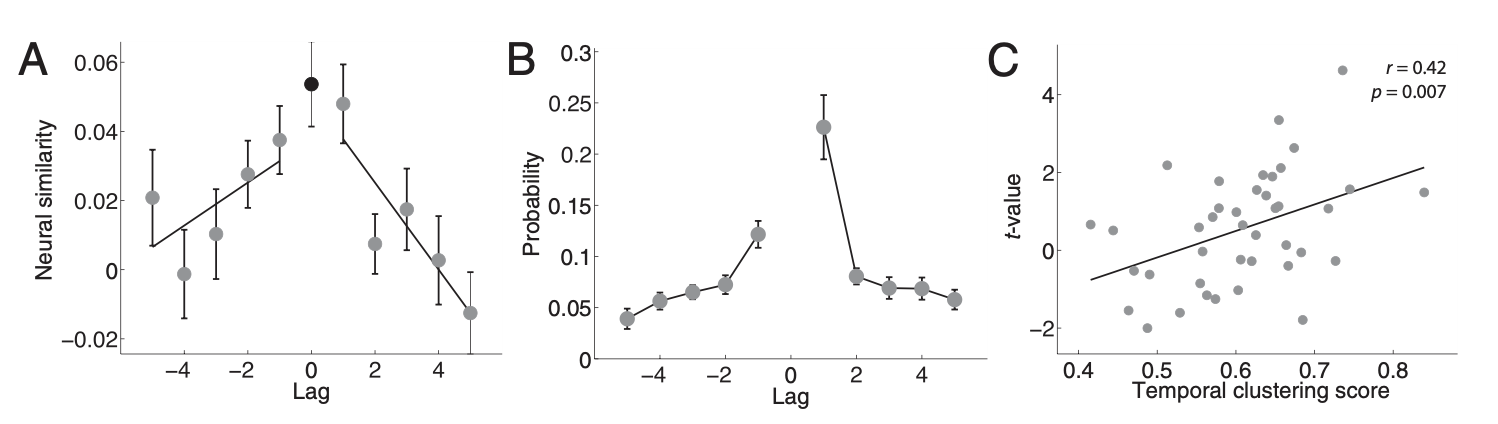 A
Neural similarity
0.06
0.04
0.02
0
−0.02
−4 −2 0 2 4
Lag
B
Probability
0.3
0.25
0.2
0.15
0.1
0.05
0
−4 −2 0 2 4
Lag
C
t-value
4
2
0
−2
r = 0.42
p = 0.007
0.4 0.5 0.6 0.7 0.8
Temporal clustering score